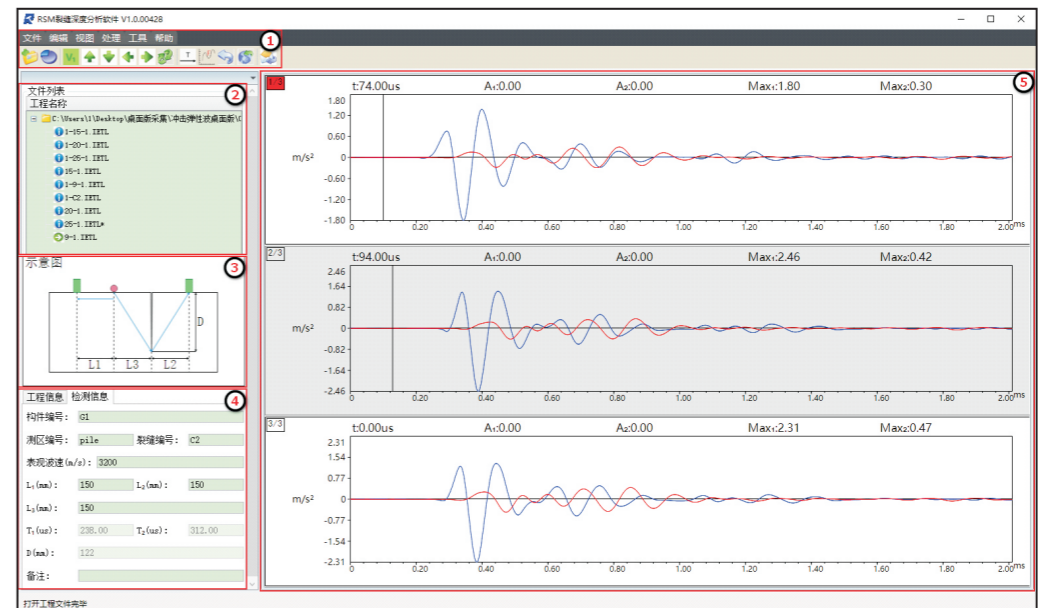 RSM裂缝深度分析软件 V1.0.00428
文件 编辑 视图 处理 工具 帮助
①
文件列表
②
工程名称
C:\Users\1\Desktop\桌面版采集\冲击弹性波桌面版\
1-15-1.IETL
1-20-1.IETL
1-25-1.IETL
15-1.IETL
1-9-1.IETL
1-C2.IETL
20-1.IETL
25-1.IETL*
9-1.IETL
示意图
③
D
L1 L3 L2
工程信息 检测信息
④
构件编号: G1
测区编号: pile 裂缝编号: C2
表观波速(m/s): 3200
L₁(mm): 150 L₂(mm): 150
L₃(mm): 150
T₁(us): 238.00 T₂(us): 312.00
D(mm): 122
备注:
打开工程文件完毕
⑤
1/3 t:74.00us A₁:0.00 A₂:0.00 Max₁:1.80 Max₂:0.30
1.80
1.20
0.60
m/s² 0
-0.60
-1.20
-1.80
0 0.20 0.40 0.60 0.80 1.00 1.20 1.40 1.60 1.80 2.00 ms
2/3 t:94.00us A₁:0.00 A₂:0.00 Max₁:2.46 Max₂:0.42
2.46
1.64
0.82
m/s² 0
-0.82
-1.64
-2.46
0 0.20 0.40 0.60 0.80 1.00 1.20 1.40 1.60 1.80 2.00 ms
3/3 t:0.00us A₁:0.00 A₂:0.00 Max₁:2.31 Max₂:0.47
2.31
1.54
0.77
m/s² 0
-0.77
-1.54
-2.31
0 0.20 0.40 0.60 0.80 1.00 1.20 1.40 1.60 1.80 2.00 ms